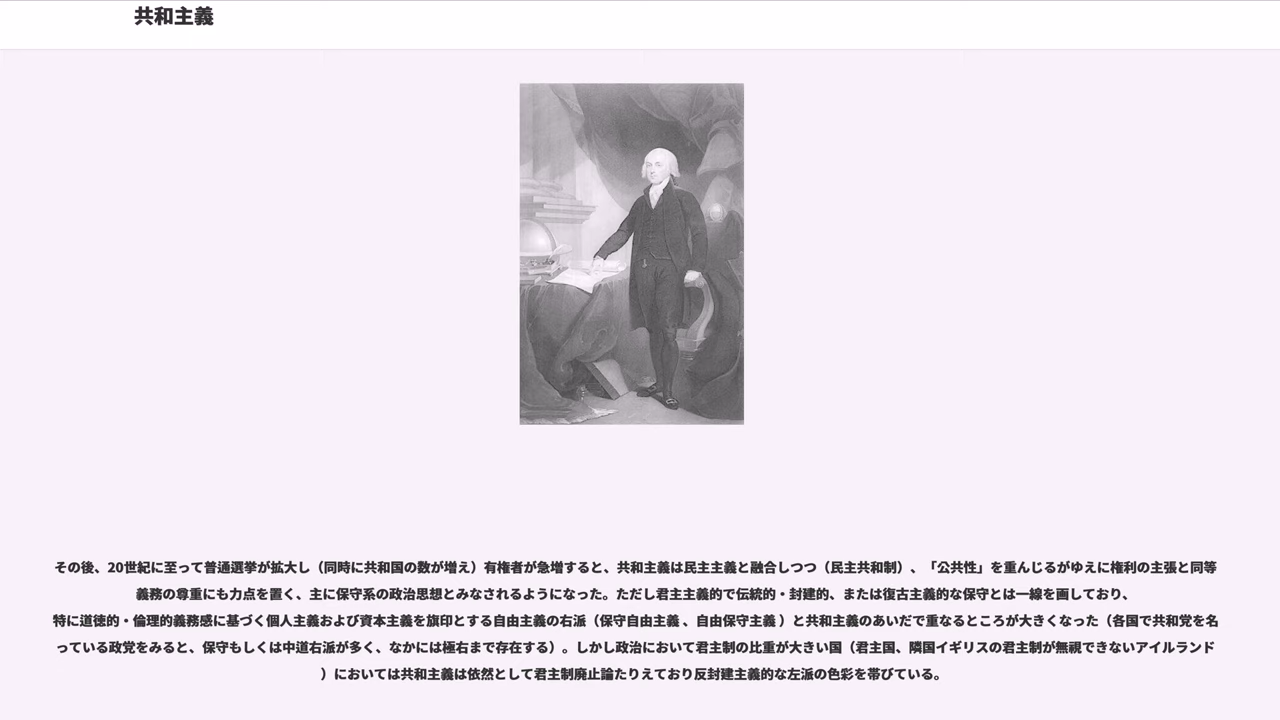 共和主義
その後、20世紀に至って普通選挙が拡大し（同時に共和国の数が増え）有権者が急増すると、共和主義は民主主義と融合しつつ（民主共和制）、「公共性」を重んじるがゆえに権利の主張と同等
義務の尊重にも力点を置く、主に保守系の政治思想とみなされるようになった。ただし君主主義的で伝統的・封建的、または復古主義的な保守とは一線を画しており、
特に道徳的・倫理的義務感に基づく個人主義および資本主義を旗印とする自由主義の右派（保守自由主義 、自由保守主義 ）と共和主義のあいだで重なるところが大きくなった（各国で共和党を名
っている政党をみると、保守もしくは中道右派が多く、なかには極右まで存在する）。しかし政治において君主制の比重が大きい国（君主国、隣国イギリスの君主制が無視できないアイルランド
）においては共和主義は依然として君主制廃止論たりえており反封建主義的な左派の色彩を帯びている。